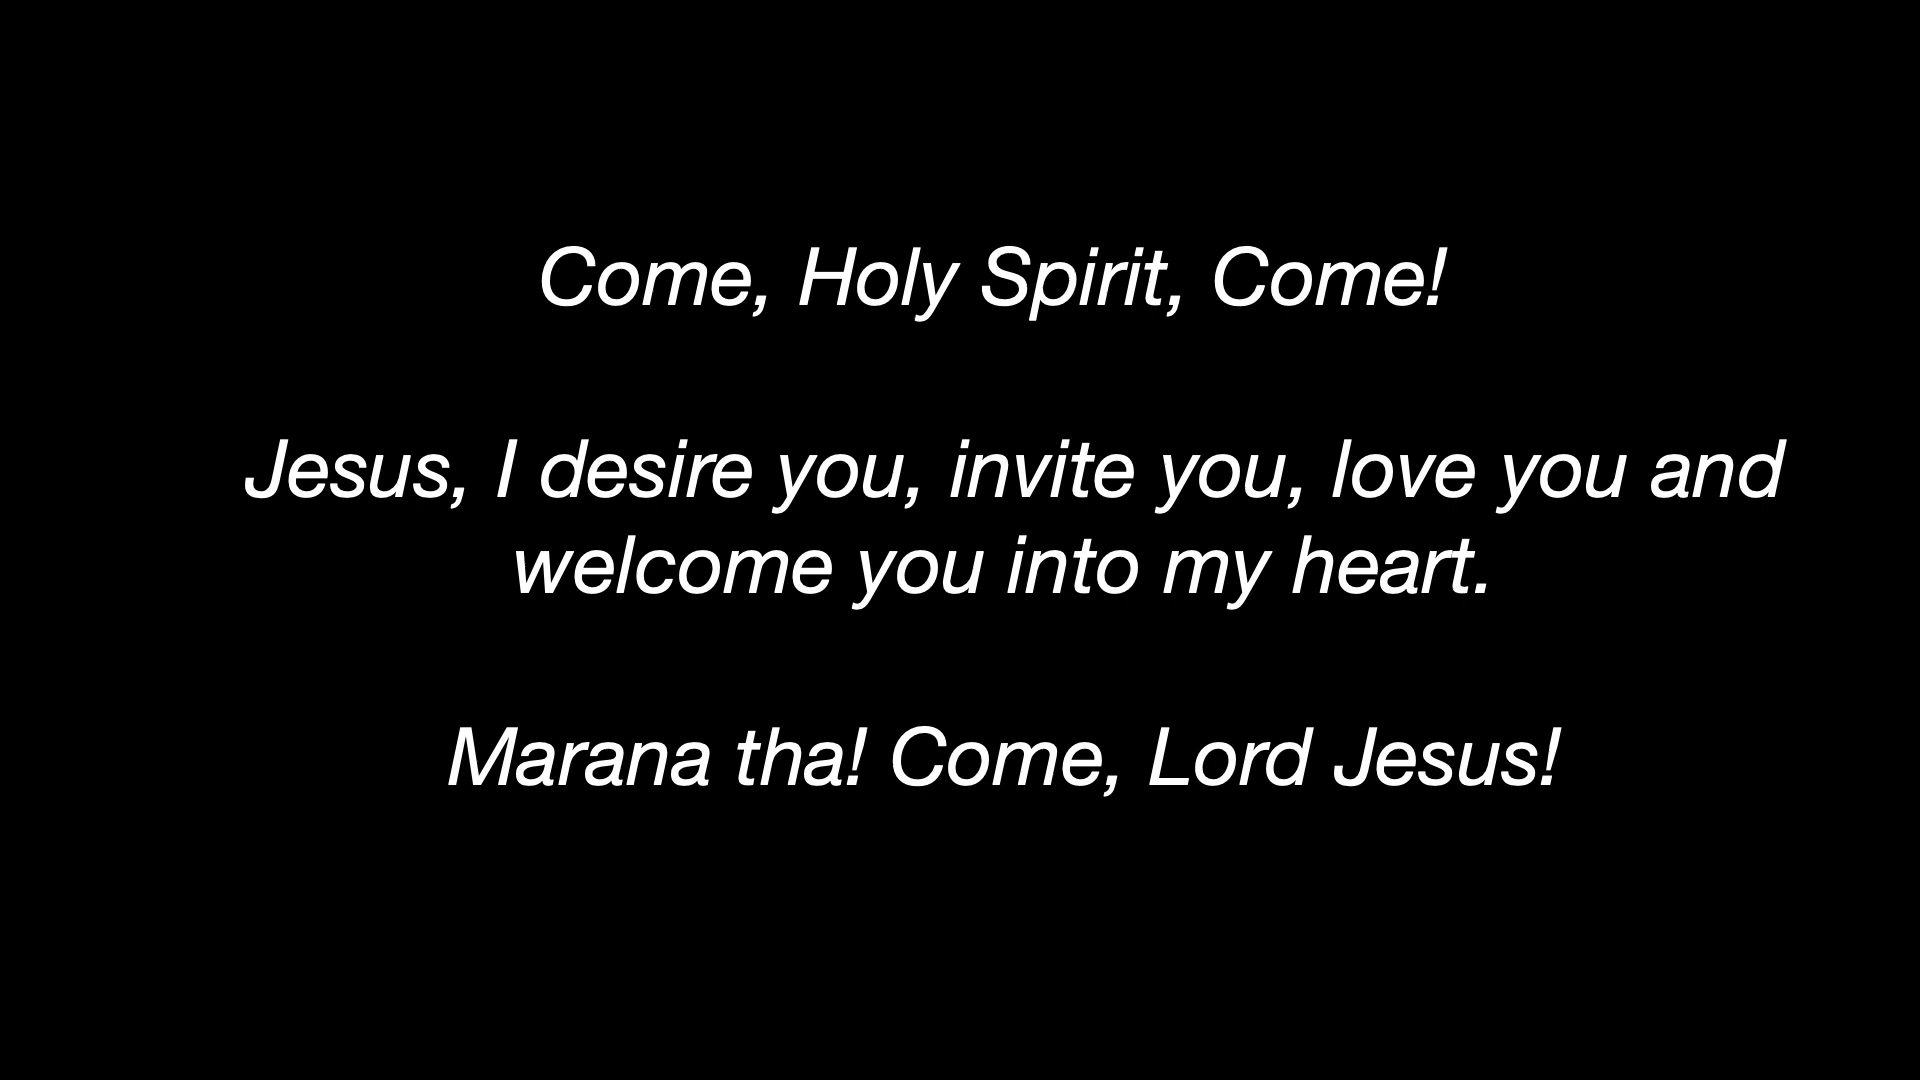 Come, Holy Spirit, Come!
Jesus, I desire you, invite you, love you and
welcome you into my heart.
Marana tha! Come, Lord Jesus!